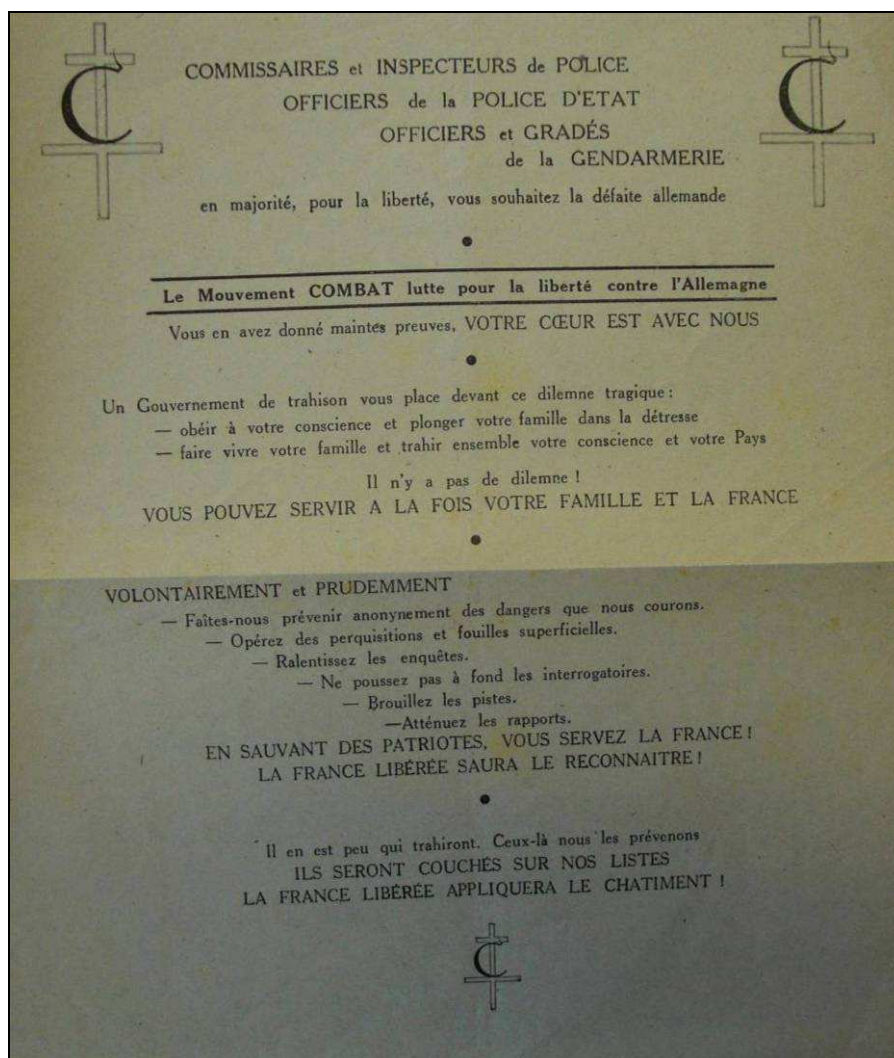 C
C
COMMISSAIRES et INSPECTEURS de POLICE
OFFICIERS de la POLICE D'ETAT
OFFICIERS et GRADÉS
de la GENDARMERIE
en majorité, pour la liberté, vous souhaitez la défaite allemande
Le Mouvement COMBAT lutte pour la liberté contre l'Allemagne
Vous en avez donné maintes preuves, VOTRE CŒUR EST AVEC NOUS
Un Gouvernement de trahison vous place devant ce dilemne tragique :
— obéir à votre conscience et plonger votre famille dans la détresse
— faire vivre votre famille et trahir ensemble votre conscience et votre Pays
Il n'y a pas de dilemne !
VOUS POUVEZ SERVIR A LA FOIS VOTRE FAMILLE ET LA FRANCE
VOLONTAIREMENT et PRUDEMMENT
— Faîtes-nous prévenir anonynement des dangers que nous courons.
— Opérez des perquisitions et fouilles superficielles.
— Ralentissez les enquêtes.
— Ne poussez pas à fond les interrogatoires.
— Brouillez les pistes.
—Atténuez les rapports.
EN SAUVANT DES PATRIOTES, VOUS SERVEZ LA FRANCE !
LA FRANCE LIBÉRÉE SAURA LE RECONNAITRE !
Il en est peu qui trahiront. Ceux-là nous les prévenons
ILS SERONT COUCHÉS SUR NOS LISTES
LA FRANCE LIBÉRÉE APPLIQUERA LE CHATIMENT !
C